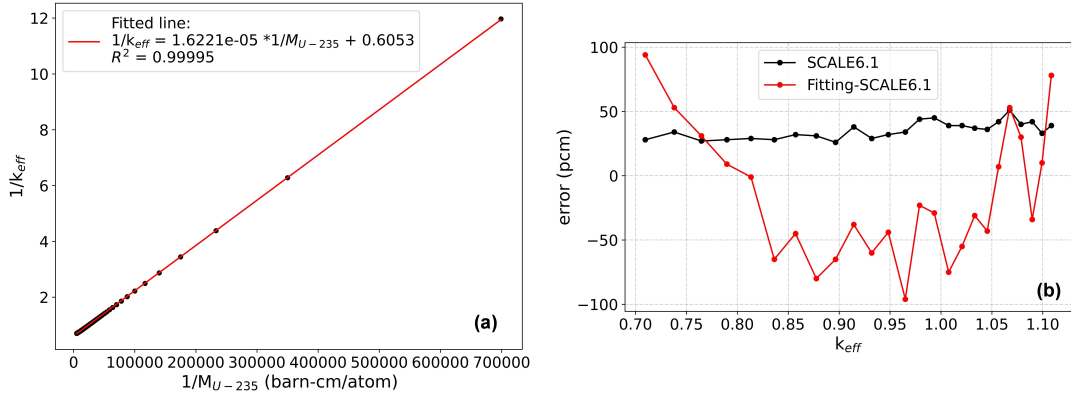 Fitted line:
1/k_eff = 1.6221e-05 *1/M_{U-235} + 0.6053
R² = 0.99995
12
10
8
6
4
2
1/k_eff
0
100000
200000
300000
400000
500000
600000
700000
1/M_{U-235} (barn-cm/atom)
(a)
SCALE6.1
Fitting-SCALE6.1
100
50
0
−50
−100
error (pcm)
0.70
0.75
0.80
0.85
0.90
0.95
1.00
1.05
1.10
k_eff
(b)